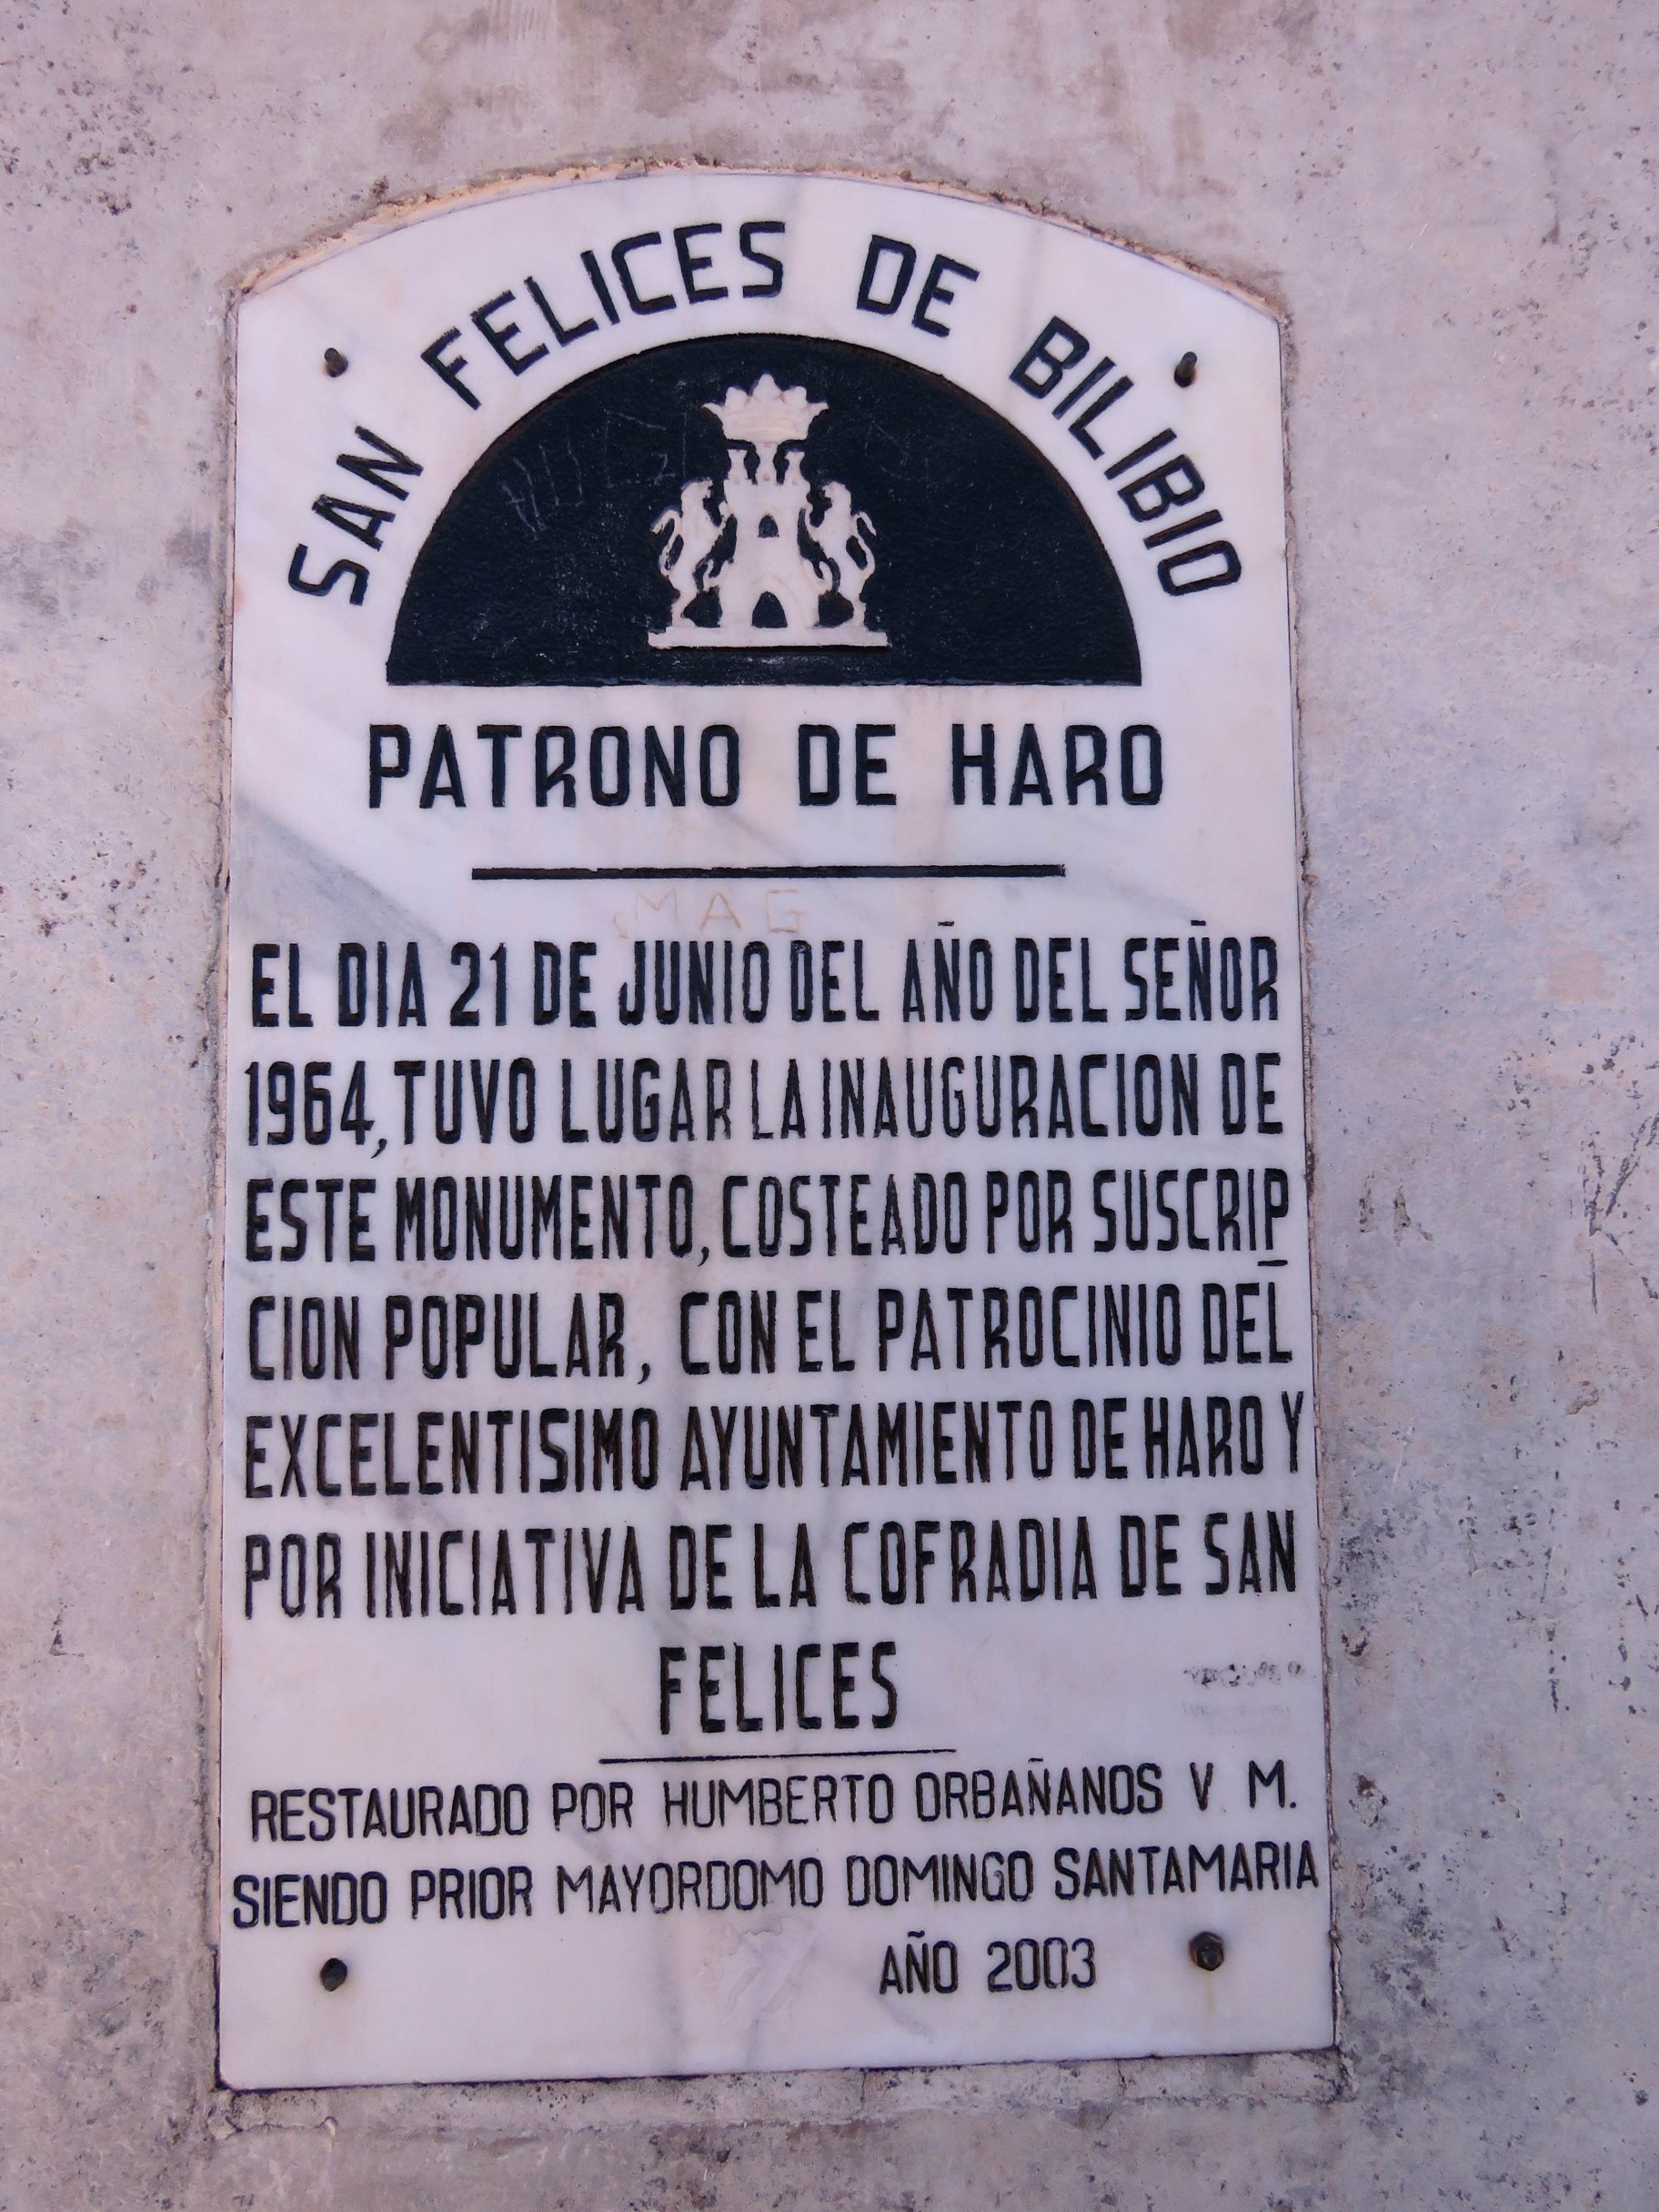 SAN FELICES DE BILIBIO
PATRONO DE HARO
MAG
EL DIA 21 DE JUNIO DEL AÑO DEL SEÑOR
1964, TUVO LUGAR LA INAUGURACION DE
ESTE MONUMENTO, COSTEADO POR SUSCRIP
CION POPULAR, CON EL PATROCINIO DEL
EXCELENTISIMO AYUNTAMIENTO DE HARO Y
POR INICIATIVA DE LA COFRADIA DE SAN
FELICES
RESTAURADO POR HUMBERTO ORBAÑANOS V. M.
SIENDO PRIOR MAYORDOMO DOMINGO SANTAMARIA
AÑO 2003